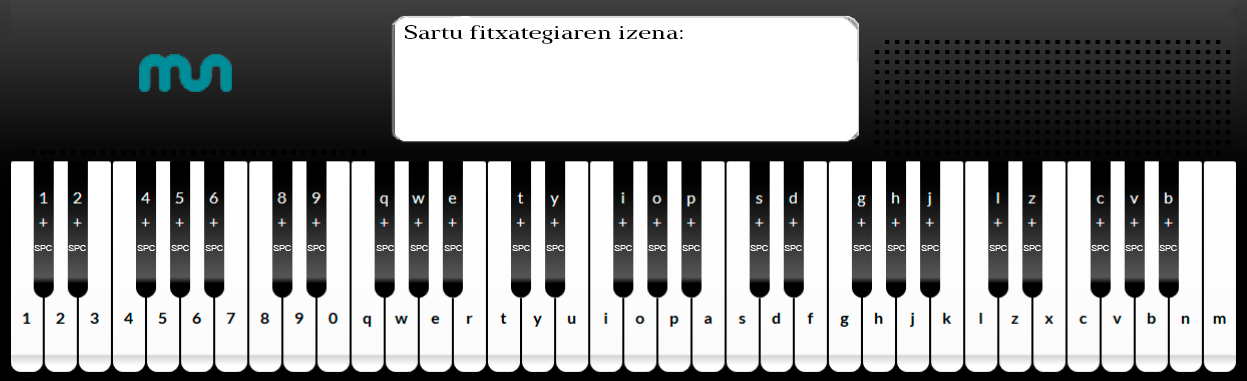 mun
Sartu fitxategiaren izena:
1 2 4 5 6 8 9 q w e t y i o p s d g h j l z c v b
+ + + + + + + + + + + + + + + + + + + + + + + + +
SPC SPC SPC SPC SPC SPC SPC SPC SPC SPC SPC SPC SPC SPC SPC SPC SPC SPC SPC SPC SPC SPC SPC SPC SPC
1 2 3 4 5 6 7 8 9 0 q w e r t y u i o p a s d f g h j k l z x c v b n m